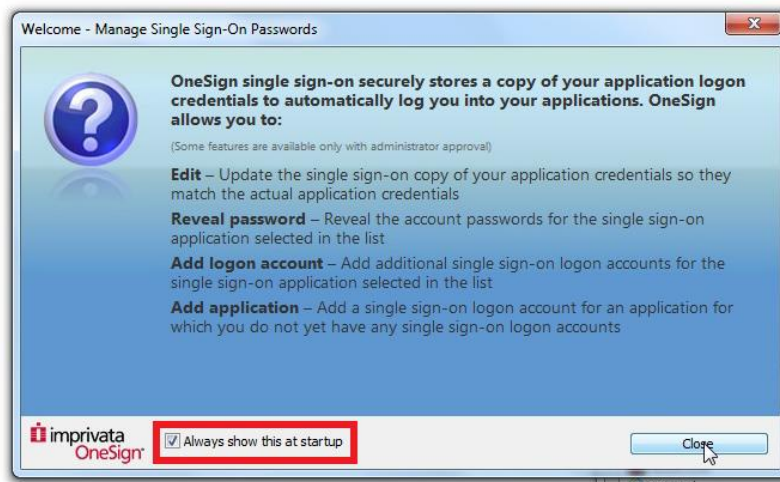 Welcome - Manage Single Sign-On Passwords
OneSign single sign-on securely stores a copy of your application logon
credentials to automatically log you into your applications. OneSign
allows you to:
(Some features are available only with administrator approval)
Edit – Update the single sign-on copy of your application credentials so they
match the actual application credentials
Reveal password – Reveal the account passwords for the single sign-on
application selected in the list
Add logon account – Add additional single sign-on logon accounts for the
single sign-on application selected in the list
Add application – Add a single sign-on logon account for an application for
which you do not yet have any single sign-on logon accounts
imprivata
OneSign
Always show this at startup
Close